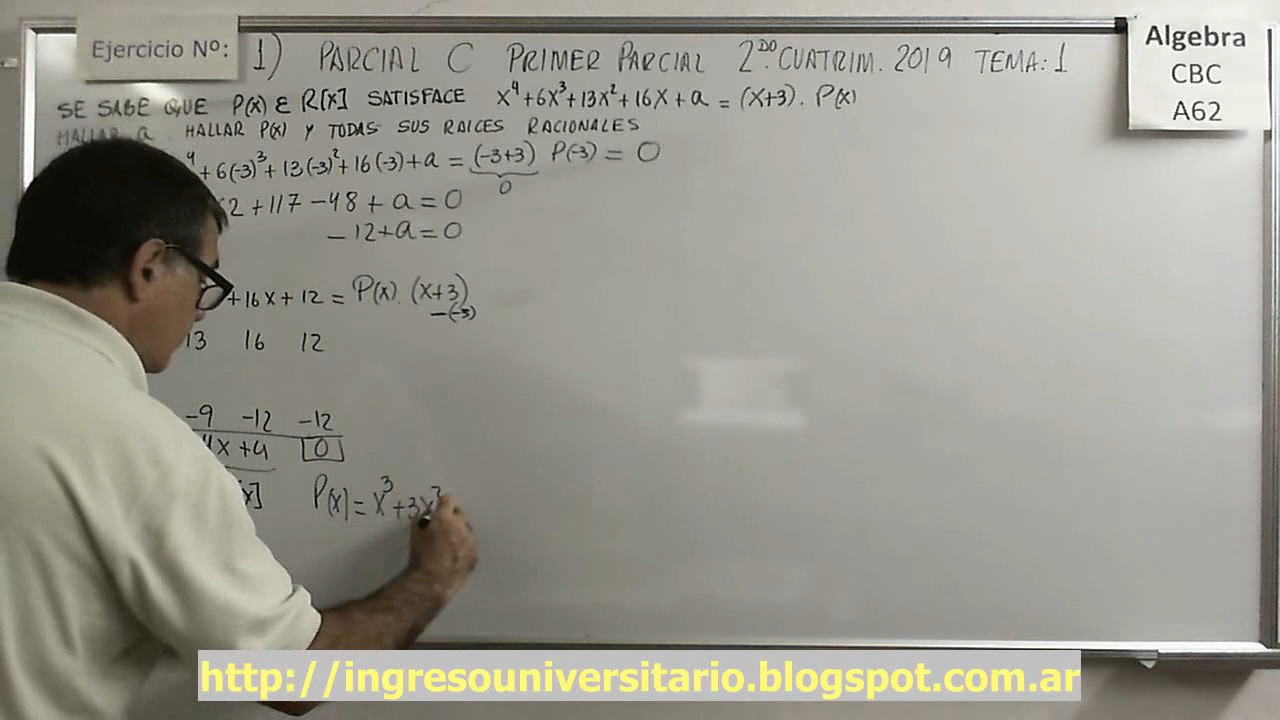 Ejercicio Nº: 1) PARCIAL C PRIMER PARCIAL 2DO. CUATRIM. 2019 TEMA: 1
Algebra
CBC
A62
SE SABE QUE P(X) ε R[X] SATISFACE X⁴+6X³+13X²+16X+a = (X+3). P(X)
HALLAR a HALLAR P(X) Y TODAS SUS RAICES RACIONALES
⁴+6(-3)³+13(-3)²+16(-3)+a = (-3+3) P(-3) = 0
0
62+117-48+a=0
-12+a=0
+16X+12 = P(X). (X+3)
-(-3)
13 16 12
-9 -12 -12
4X+4 0
X] P(X)=X³+3X²
http://ingresouniversitario.blogspot.com.ar